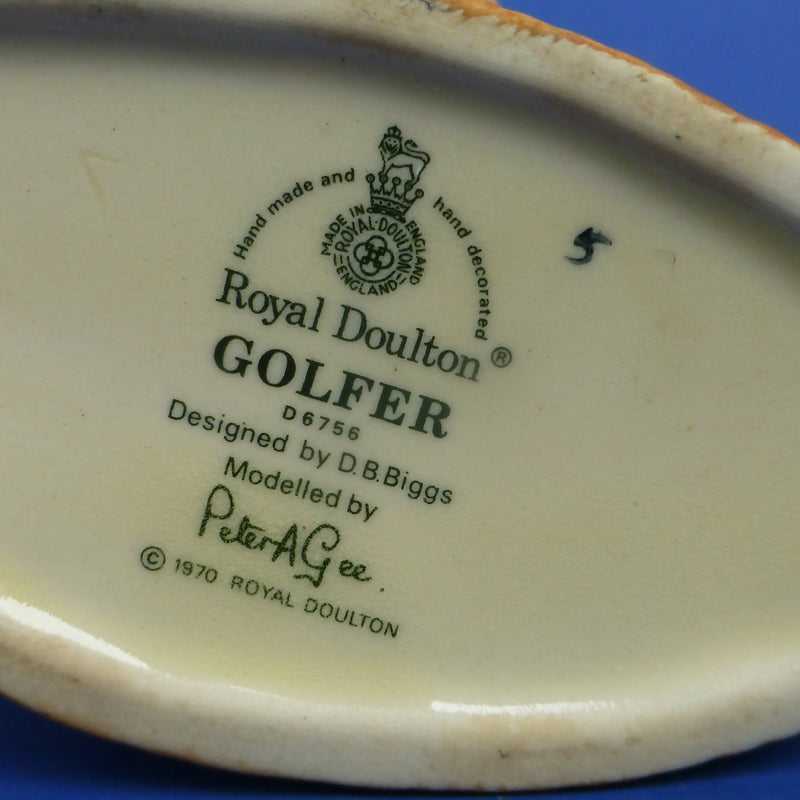 Hand made and hand decorated
MADE IN ENGLAND
ROYAL·DOULTON
ENGLAND
Royal Doulton®
GOLFER
D6756
Designed by D.B.Biggs
Modelled by
Peter A Gee.
© 1970 ROYAL DOULTON
5